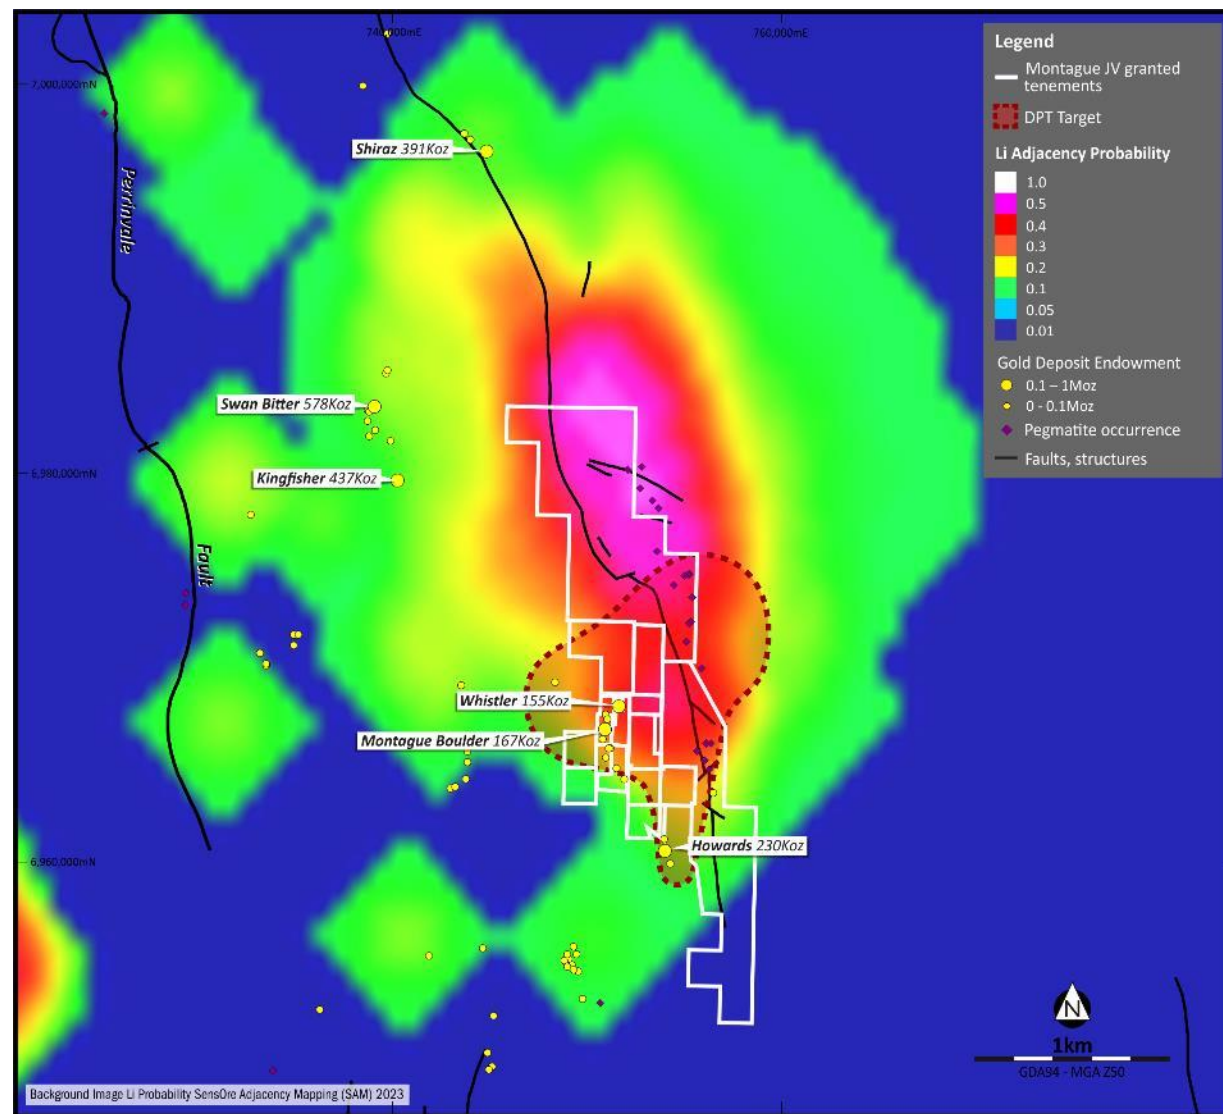 740,000mE
760,000mE
7,000,000mN
Legend
Montague JV granted
tenements
DPT Target
Li Adjacency Probability
1.0
0.5
0.4
0.3
0.2
0.1
0.05
0.01
Gold Deposit Endowment
0.1 – 1Moz
0 - 0.1Moz
Pegmatite occurrence
Faults, structures
Shiraz 391Koz
Perrinvale
Swan Bitter 578Koz
6,980,000mN
Kingfisher 437Koz
Fault
Whistler 155Koz
Montague Boulder 167Koz
Howards 230Koz
6,960,000mN
N
1km
GDA94 - MGA Z50
Background Image Li Probability SensOre Adjacency Mapping (SAM) 2023